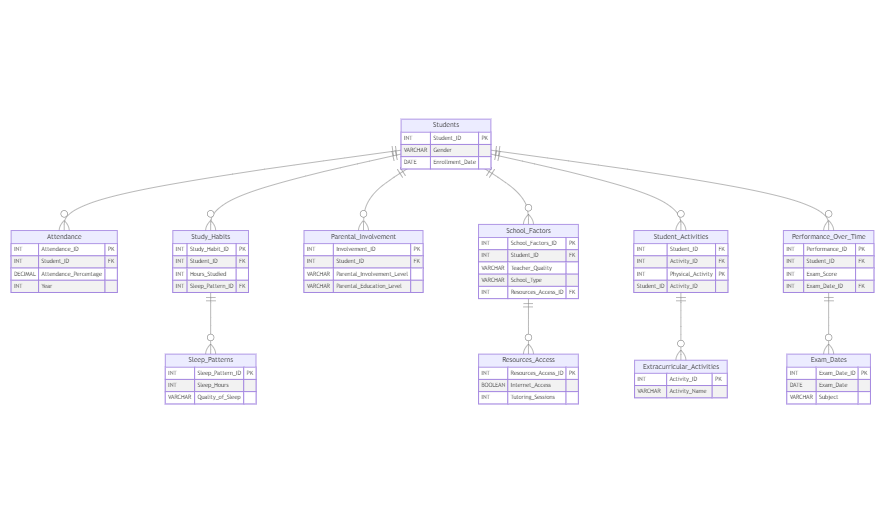 Students
INT Student_ID PK
VARCHAR Gender
DATE Enrollment_Date
Attendance
INT Attendance_ID PK
INT Student_ID FK
DECIMAL Attendance_Percentage
INT Year
Study_Habits
INT Study_Habit_ID PK
INT Student_ID FK
INT Hours_Studied
INT Sleep_Pattern_ID FK
Parental_Involvement
INT Involvement_ID PK
INT Student_ID FK
VARCHAR Parental_Involvement_Level
VARCHAR Parental_Education_Level
School_Factors
INT School_Factors_ID PK
INT Student_ID FK
VARCHAR Teacher_Quality
VARCHAR School_Type
INT Resources_Access_ID FK
Student_Activities
INT Student_ID FK
INT Activity_ID FK
INT Physical_Activity PK
Student_ID Activity_ID
Performance_Over_Time
INT Performance_ID PK
INT Student_ID FK
INT Exam_Score
INT Exam_Date_ID FK
Sleep_Patterns
INT Sleep_Pattern_ID PK
INT Sleep_Hours
VARCHAR Quality_of_Sleep
Resources_Access
INT Resources_Access_ID PK
BOOLEAN Internet_Access
INT Tutoring_Sessions
Extracurricular_Activities
INT Activity_ID PK
VARCHAR Activity_Name
Exam_Dates
INT Exam_Date_ID PK
DATE Exam_Date
VARCHAR Subject